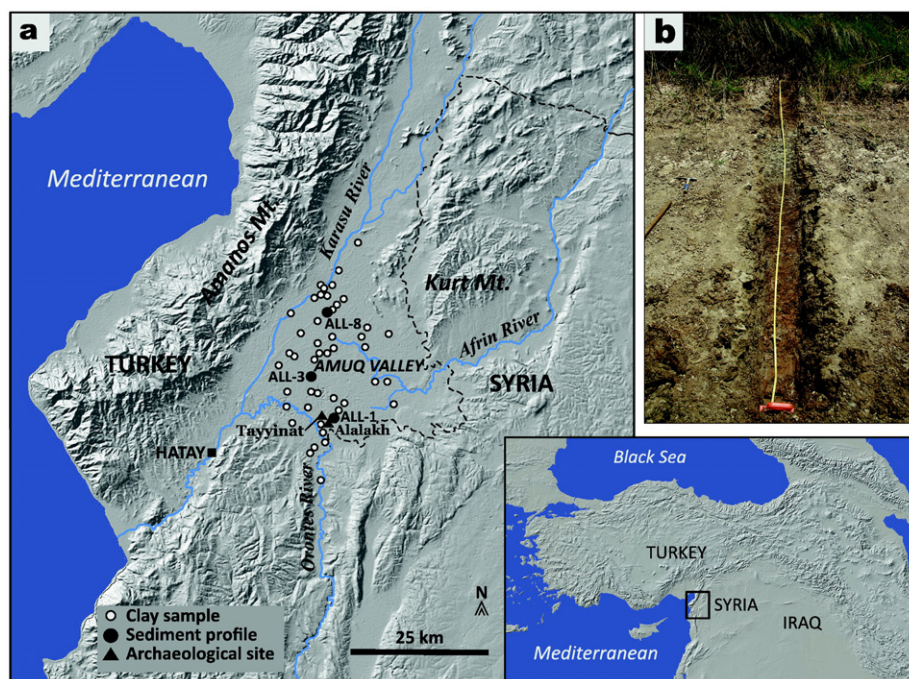 a
b
Mediterranean
Amanos Mt.
Karasu River
Kurt Mt.
Afrin River
ALL-8
TURKEY
AMUQ VALLEY
ALL-3
SYRIA
ALL-1
Tayyinat
Alalakh
HATAY
Orontes River
N
Clay sample
Sediment profile
Archaeological site
25 km
Black Sea
TURKEY
SYRIA
IRAQ
Mediterranean